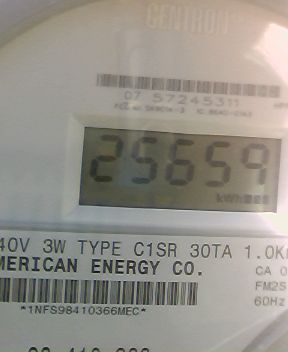 CENTRON
07 57245311
25659
kWh
40V 3W TYPE C1SR 30TA 1.0K
MERICAN ENERGY CO.
CA 0
FM2S
60Hz
*1NFS98410366MEC*